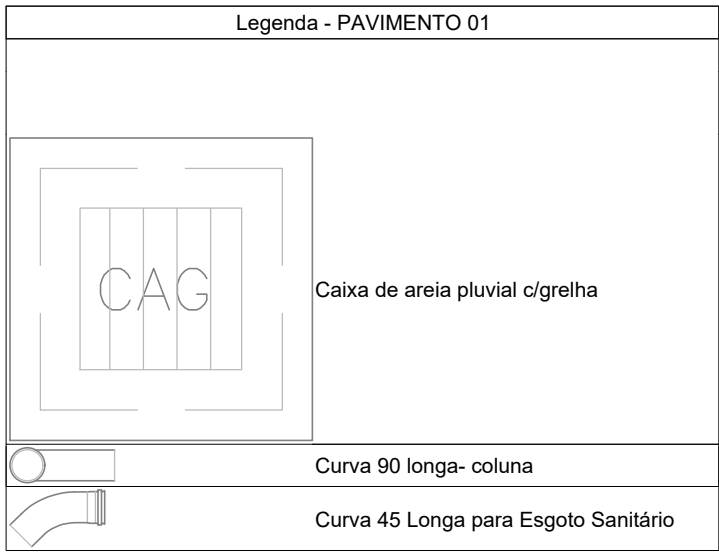 Legenda - PAVIMENTO 01
CAG
Caixa de areia pluvial c/grelha
Curva 90 longa- coluna
Curva 45 Longa para Esgoto Sanitário